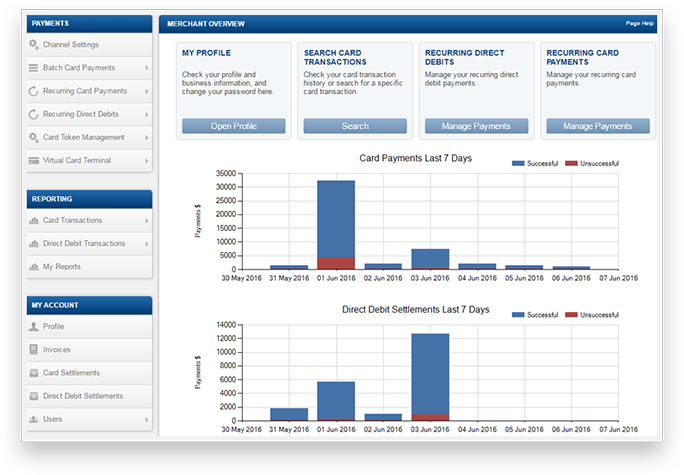 PAYMENTS
Channel Settings
Batch Card Payments
Recurring Card Payments
Recurring Direct Debits
Card Token Management
Virtual Card Terminal
REPORTING
Card Transactions
Direct Debit Transactions
My Reports
MY ACCOUNT
Profile
Invoices
Card Settlements
Direct Debit Settlements
Users
MERCHANT OVERVIEW
Page Help
MY PROFILE
Check your profile and
business information, and
change your password here.
Open Profile
SEARCH CARD
TRANSACTIONS
Check your card transaction
history or search for a specific
card transaction.
Search
RECURRING DIRECT
DEBITS
Manage your recurring direct
debit payments.
Manage Payments
RECURRING CARD
PAYMENTS
Manage your recurring card
payments.
Manage Payments
Card Payments Last 7 Days
Successful Unsuccessful
Payments $
35000
30000
25000
20000
15000
10000
5000
0
30 May 2016 31 May 2016 01 Jun 2016 02 Jun 2016 03 Jun 2016 04 Jun 2016 05 Jun 2016 06 Jun 2016 07 Jun 2016
Direct Debit Settlements Last 7 Days
Successful Unsuccessful
Payments $
14000
12000
10000
8000
6000
4000
2000
0
30 May 2016 31 May 2016 01 Jun 2016 02 Jun 2016 03 Jun 2016 04 Jun 2016 05 Jun 2016 06 Jun 2016 07 Jun 2016